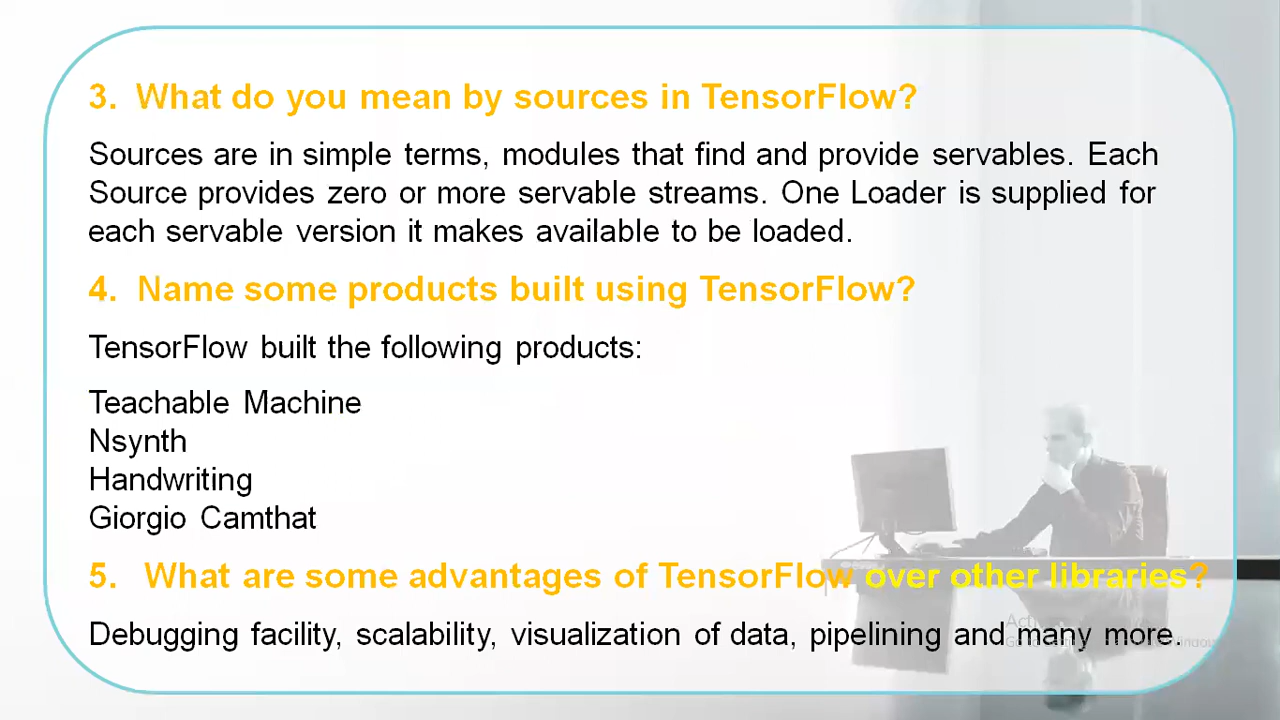 3. What do you mean by sources in TensorFlow?
Sources are in simple terms, modules that find and provide servables. Each
Source provides zero or more servable streams. One Loader is supplied for
each servable version it makes available to be loaded.
4. Name some products built using TensorFlow?
TensorFlow built the following products:
Teachable Machine
Nsynth
Handwriting
Giorgio Camthat
5. What are some advantages of TensorFlow over other libraries?
Debugging facility, scalability, visualization of data, pipelining and many more.